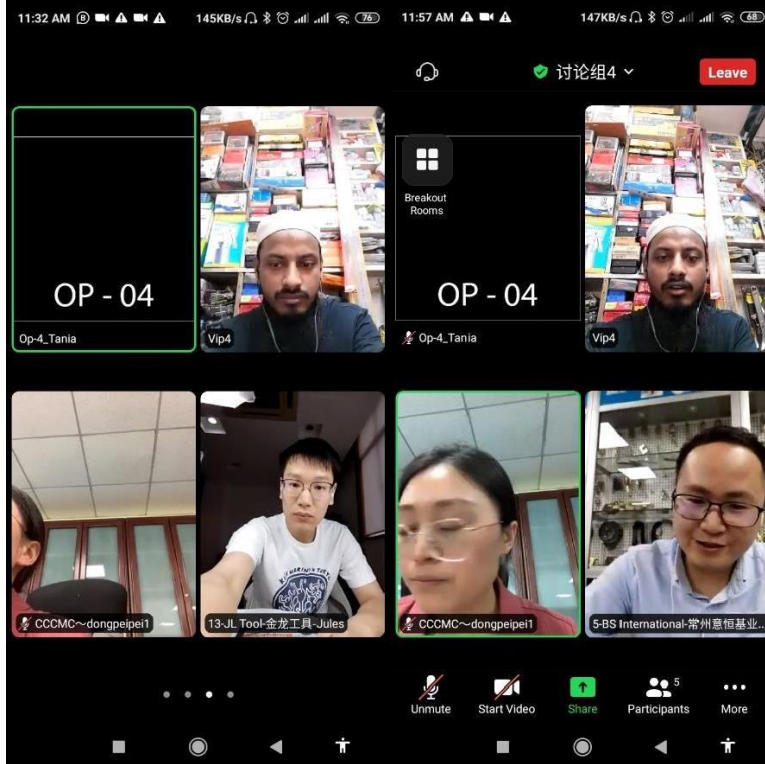 11:32 AM
145KB/s
76
OP - 04
Op-4_Tania
Vip4
CCCMC～dongpeipei1
13-JL Tool-金龙工具-Jules
11:57 AM
147KB/s
68
讨论组4
Leave
Breakout
Rooms
OP - 04
Op-4_Tania
Vip4
CCCMC～dongpeipei1
5-BS International-常州意恒基业...
Unmute
Start Video
Share
Participants
5
More